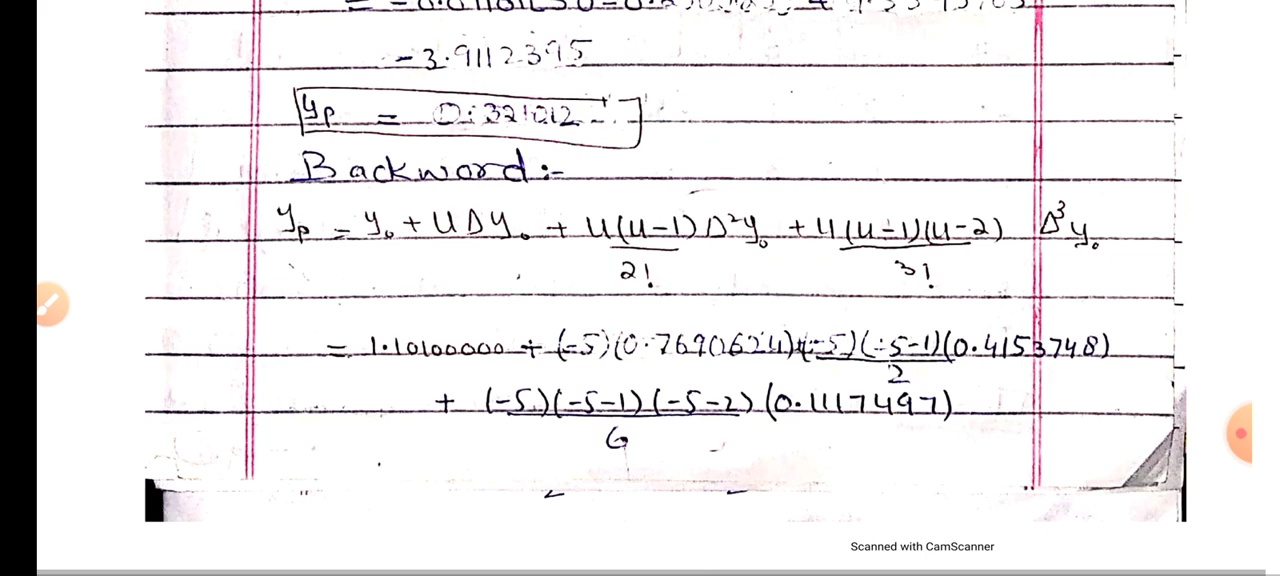 -3.9112395
yp = 0.321012
Backword:-
yp = y₀ + UΔy₀ + u(u-1)Δ²y₀ + u(u-1)(u-2) Δ³y₀
2! 3!
= 1.10100000 + (-5)(0.7690624)+(-5)(-5-1)(0.4153748)
2
+ (-5)(-5-1)(-5-2)(0.1117497)
6
Scanned with CamScanner